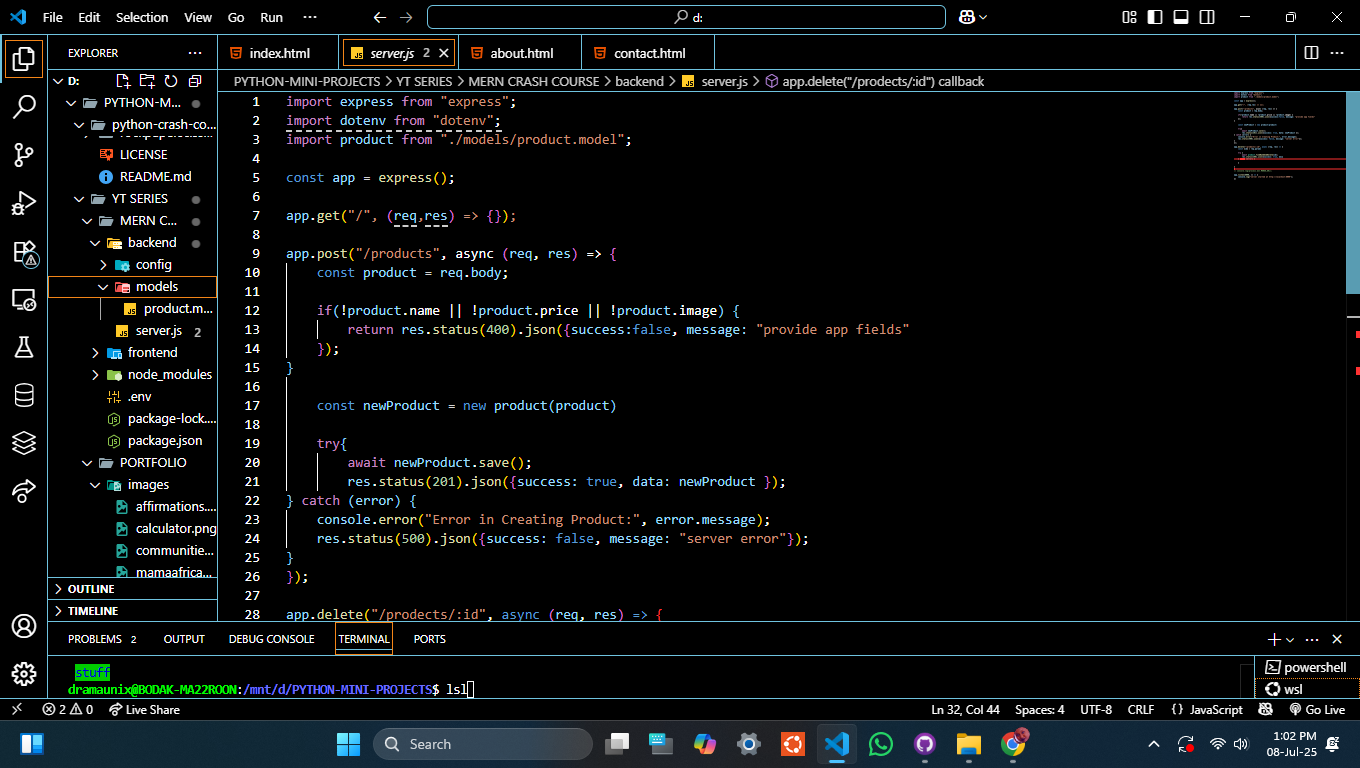 File Edit Selection View Go Run ··· d:
EXPLORER ···
index.html server.js 2 about.html contact.html
D:
PYTHON-MINI-PROJECTS > YT SERIES > MERN CRASH COURSE > backend > server.js > app.delete("/prodects/:id") callback
PYTHON-M...
python-crash-co...
LICENSE
README.md
YT SERIES
MERN C...
backend
config
models
product.m...
server.js 2
frontend
node_modules
.env
package-lock....
package.json
PORTFOLIO
images
affirmations....
calculator.png
communitie...
mamaafrica...
OUTLINE
TIMELINE
1 import express from "express";
2 import dotenv from "dotenv";
3 import product from "./models/product.model";
4
5 const app = express();
6
7 app.get("/", (req,res) => {});
8
9 app.post("/products", async (req, res) => {
10 const product = req.body;
11
12 if(!product.name || !product.price || !product.image) {
13 return res.status(400).json({success:false, message: "provide app fields"
14 });
15 }
16
17 const newProduct = new product(product)
18
19 try{
20 await newProduct.save();
21 res.status(201).json({success: true, data: newProduct });
22 } catch (error) {
23 console.error("Error in Creating Product:", error.message);
24 res.status(500).json({success: false, message: "server error"});
25 }
26 });
27
28 app.delete("/prodects/:id", async (req, res) => {
PROBLEMS 2 OUTPUT DEBUG CONSOLE TERMINAL PORTS
stuff
dramaunix@BODAK-MA22ROON:/mnt/d/PYTHON-MINI-PROJECTS$ lsl
powershell
wsl
2 0 Live Share Ln 32, Col 44 Spaces: 4 UTF-8 CRLF {} JavaScript Go Live
Search
1:02 PM
08-Jul-25